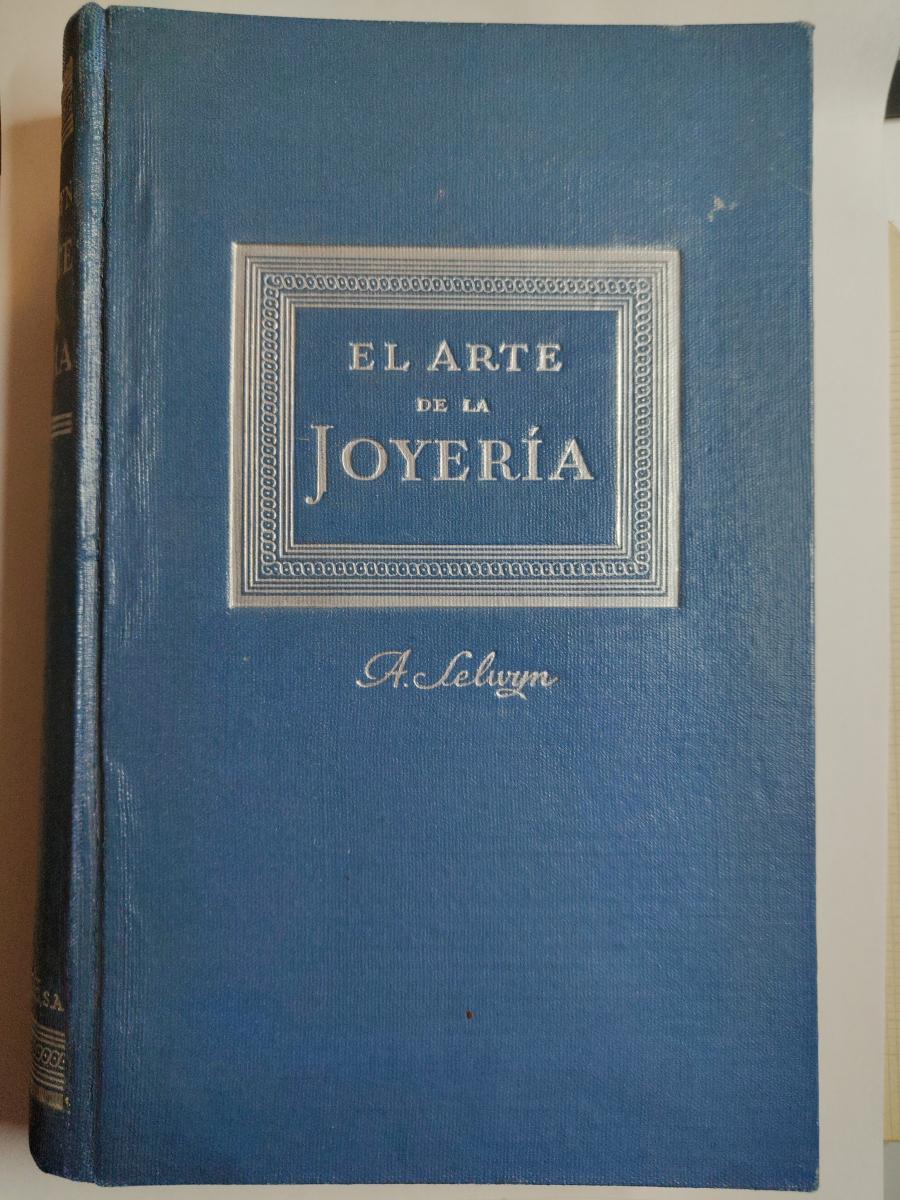 EL ARTE
DE LA
JOYERÍA
A. Selwyn
S.A